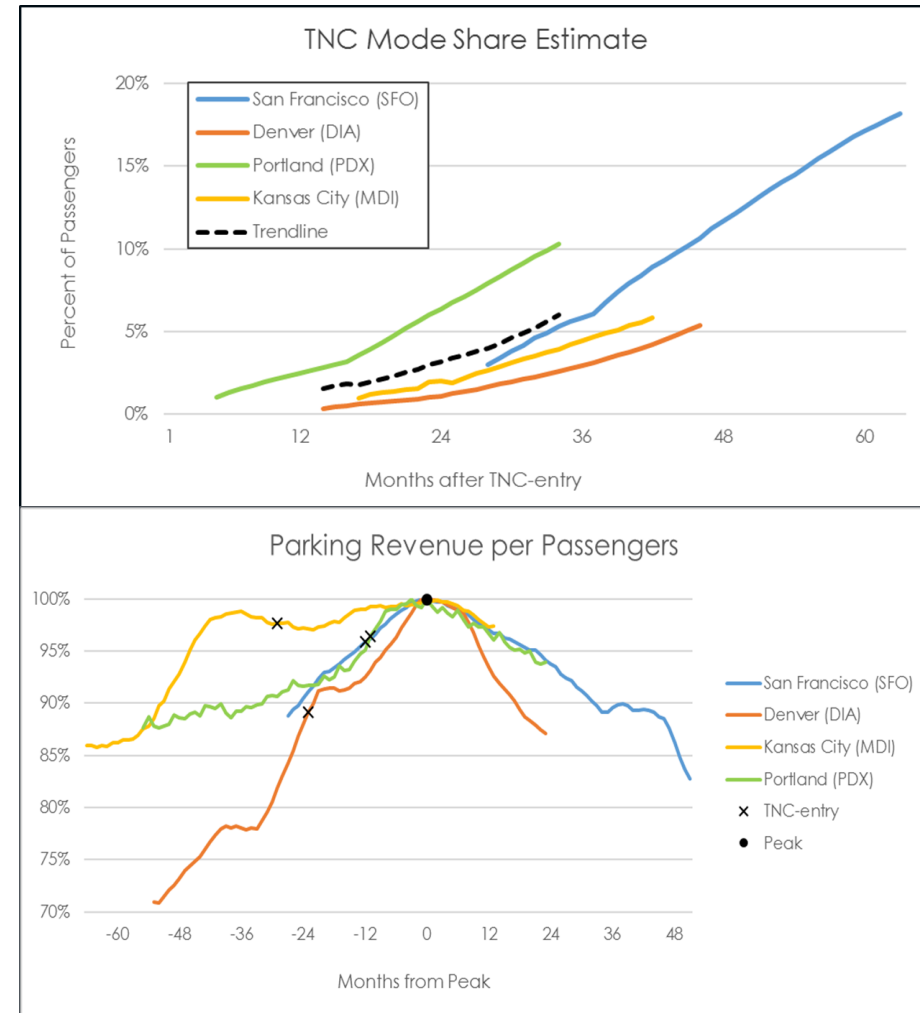 TNC Mode Share Estimate
20%
15%
10%
5%
0%
Percent of Passengers
San Francisco (SFO)
Denver (DIA)
Portland (PDX)
Kansas City (MDI)
Trendline
1 12 24 36 48 60
Months after TNC-entry
Parking Revenue per Passengers
100%
95%
90%
85%
80%
75%
70%
San Francisco (SFO)
Denver (DIA)
Kansas City (MDI)
Portland (PDX)
TNC-entry
Peak
-60 -48 -36 -24 -12 0 12 24 36 48
Months from Peak